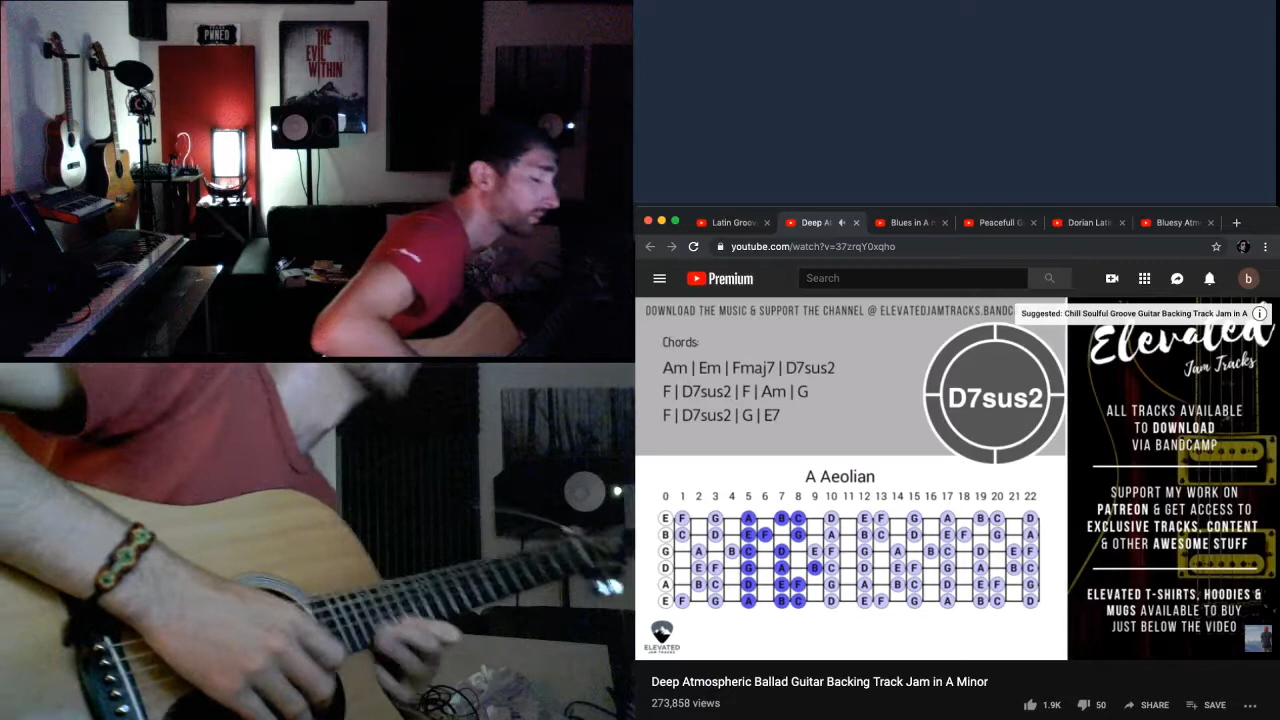 PWNED
THE
EVIL
WITHIN
Latin Groov
Deep At
Blues in A m
Peacefull G
Dorian Lati
Bluesy Atm
youtube.com/watch?v=37zrqY0xqho
Premium
Search
b
DOWNLOAD THE MUSIC & SUPPORT THE CHANNEL @ ELEVATEDJAMTRACKS.BANDC
Suggested: Chill Soulful Groove Guitar Backing Track Jam in A
Chords:
Am | Em | Fmaj7 | D7sus2
F | D7sus2 | F | Am | G
F | D7sus2 | G | E7
D7sus2
A Aeolian
0 1 2 3 4 5 6 7 8 9 10 11 12 13 14 15 16 17 18 19 20 21 22
E F G A B C D E F G A B C D
B C D E F G A B C D E F G A
G A B C D E F G A B C D E F
D E F G A B C D E F G A B C
A B C D E F G A B C D E F G
E F G A B C D E F G A B C D
ELEVATED
JAM TRACKS
Elevated
Jam Tracks
ALL TRACKS AVAILABLE
TO DOWNLOAD
VIA BANDCAMP
SUPPORT MY WORK ON
PATREON & GET ACCESS TO
EXCLUSIVE TRACKS, CONTENT
& OTHER AWESOME STUFF
ELEVATED T-SHIRTS, HOODIES &
MUGS AVAILABLE TO BUY
JUST BELOW THE VIDEO
Deep Atmospheric Ballad Guitar Backing Track Jam in A Minor
273,858 views
1.9K
50
SHARE
SAVE